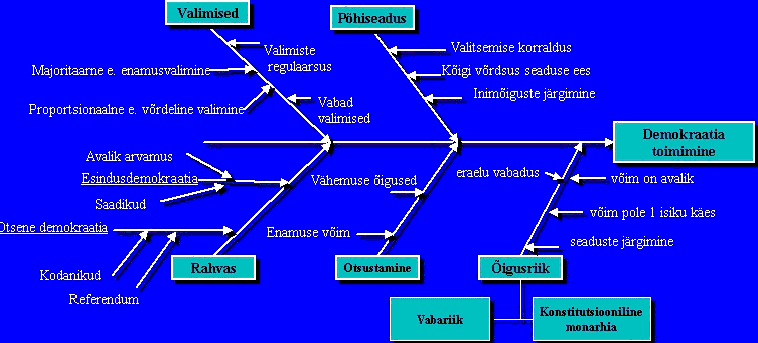 Valimised
Põhiseadus
Valimiste
regulaarsus
Majoritaarne e. enamusvalimine
Proportsionaalne e. võrdeline valimine
Vabad
valimised
Valitsemise korraldus
Kõigi võrdsus seaduse ees
Inimõiguste järgimine
Demokraatia
toimimine
Avalik arvamus
Esindusdemokraatia
Saadikud
Otsene demokraatia
Kodanikud
Referendum
Rahvas
Vähemuse õigused
Enamuse võim
Otsustamine
eraelu vabadus
võim on avalik
võim pole 1 isiku käes
seaduste järgimine
Õigusriik
Vabariik
Konstitutsiooniline
monarhia